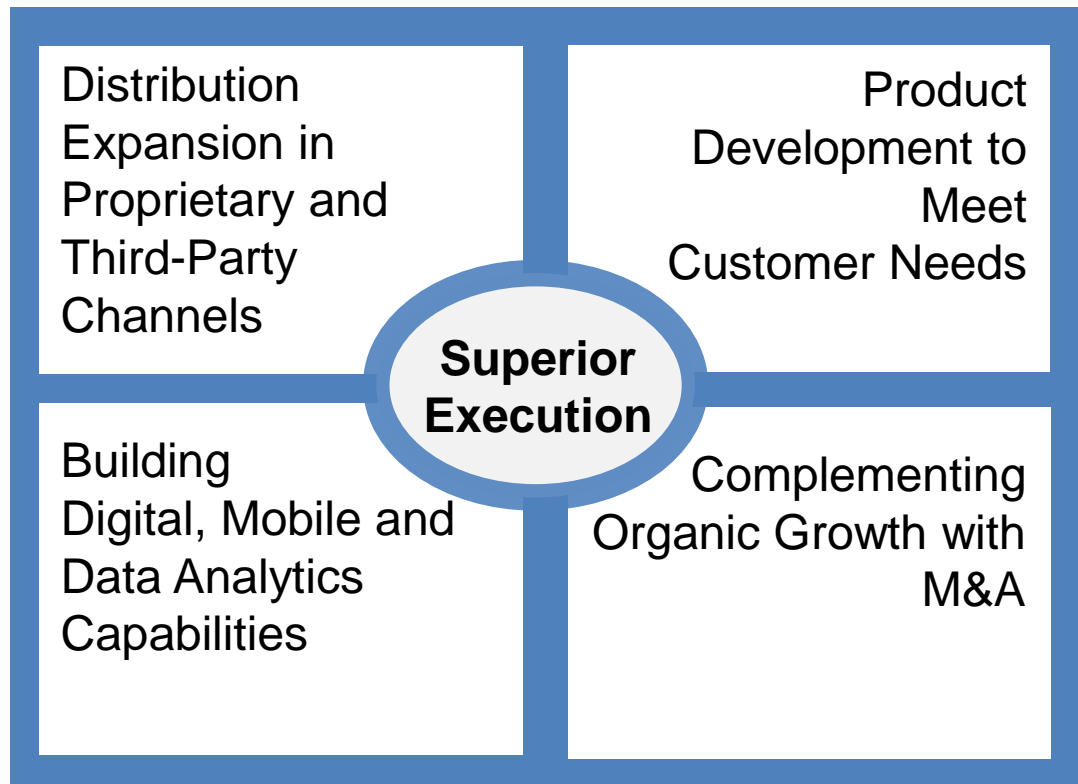 Distribution
Expansion in
Proprietary and
Third-Party
Channels
Product
Development to
Meet
Customer Needs
Superior
Execution
Building
Digital, Mobile and
Data Analytics
Capabilities
Complementing
Organic Growth with
M&A